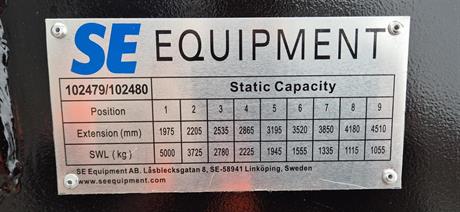 SE EQUIPMENT
102479/102480 Static Capacity
Position 1 2 3 4 5 6 7 8 9
Extension (mm) 1975 2205 2535 2865 3195 3520 3850 4180 4510
SWL (kg) 5000 3725 2780 2225 1945 1555 1335 1115 1055
SE Equipment AB. Låsblecksgatan 8, SE-58941 Linköping, Sweden
www.seequipment.com